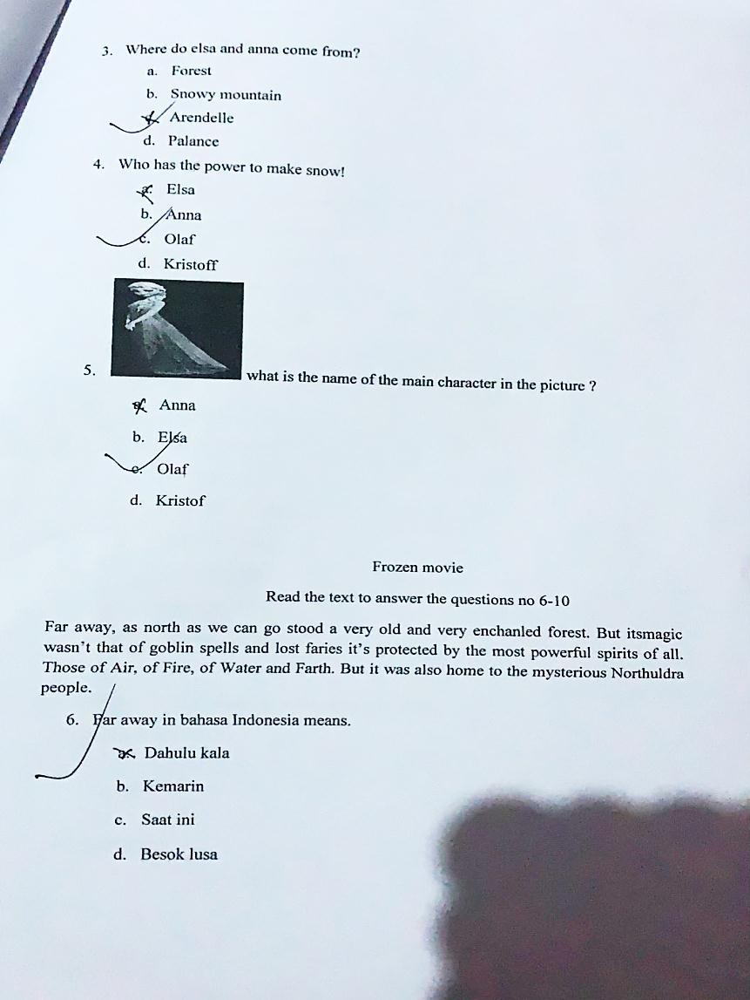 3. Where do elsa and anna come from?
a. Forest
b. Snowy mountain
Arendelle
d. Palance
4. Who has the power to make snow!
a. Elsa
b. Anna
c. Olaf
d. Kristoff
5. what is the name of the main character in the picture ?
a. Anna
b. Elsa
c. Olaf
d. Kristof
Frozen movie
Read the text to answer the questions no 6-10
Far away, as north as we can go stood a very old and very enchanled forest. But itsmagic
wasn't that of goblin spells and lost faries it's protected by the most powerful spirits of all.
Those of Air, of Fire, of Water and Farth. But it was also home to the mysterious Northuldra
people.
6. Far away in bahasa Indonesia means.
a. Dahulu kala
b. Kemarin
c. Saat ini
d. Besok lusa